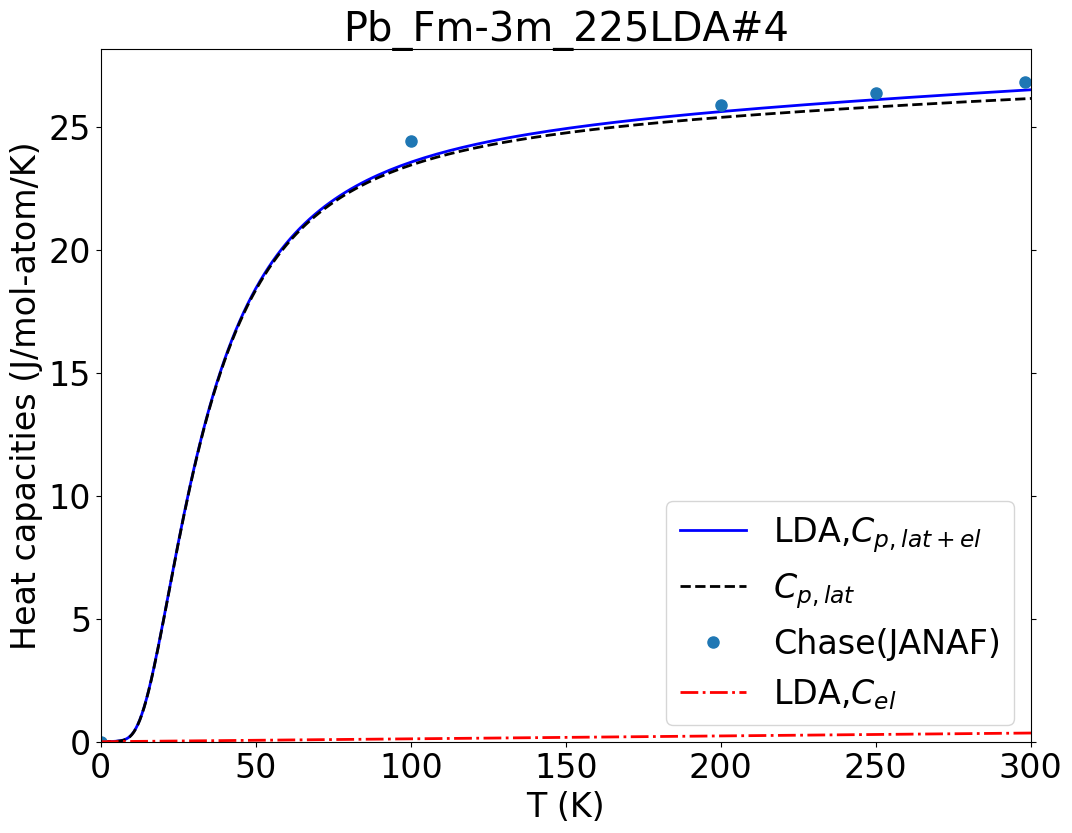 Pb_Fm-3m_225LDA#4
Heat capacities (J/mol-atom/K)
25
20
15
10
5
0
LDA,C_{p, lat+el}
C_{p, lat}
Chase(JANAF)
LDA,C_{el}
0 50 100 150 200 250 300
T (K)